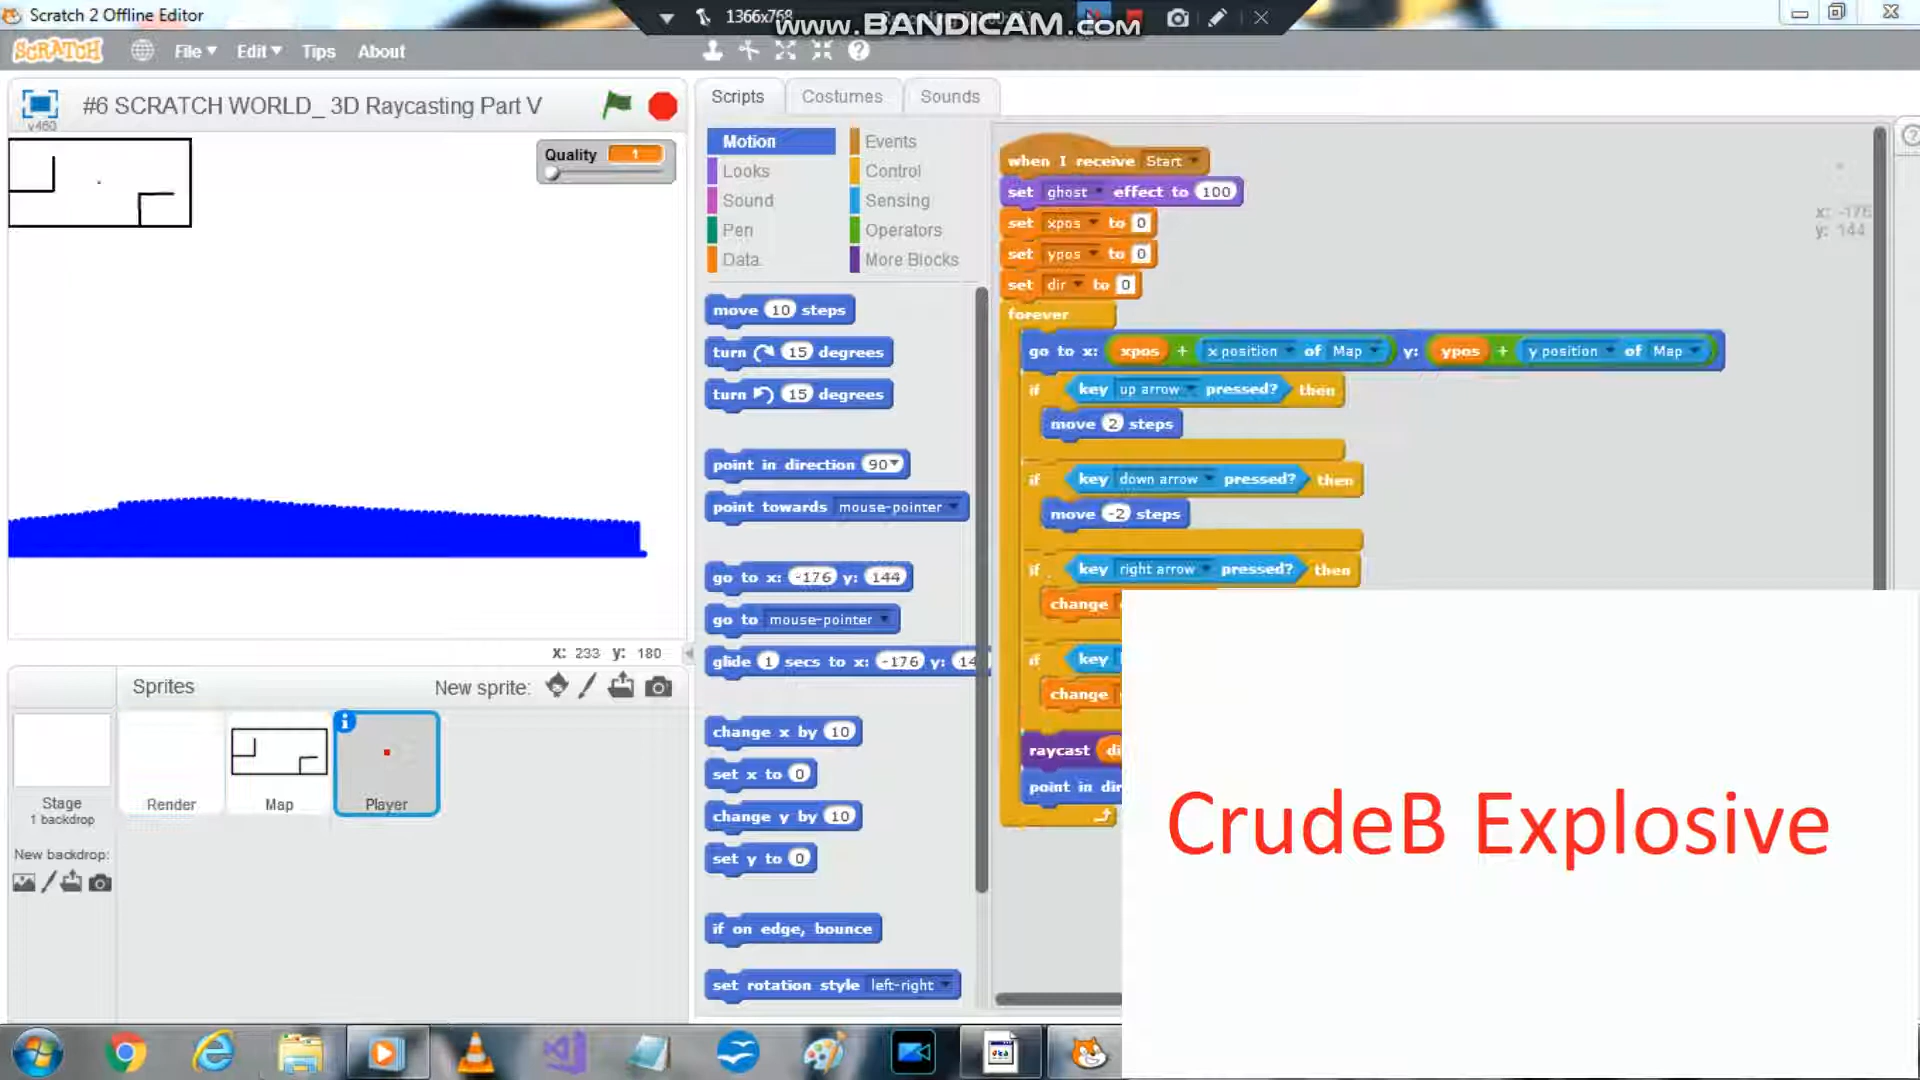 Scratch 2 Offline Editor
1366x768
www.BANDICAM.com
SCRATCH
File
Edit
Tips
About
#6 SCRATCH WORLD_ 3D Raycasting Part V
v460
Quality 1
x: 233 y: 180
Sprites
New sprite:
Stage
1 backdrop
New backdrop:
Render
Map
Player
Scripts
Costumes
Sounds
Motion
Looks
Sound
Pen
Data
Events
Control
Sensing
Operators
More Blocks
move 10 steps
turn 15 degrees
turn 15 degrees
point in direction 90
point towards mouse-pointer
go to x: -176 y: 144
go to mouse-pointer
glide 1 secs to x: -176 y: 14
change x by 10
set x to 0
change y by 10
set y to 0
if on edge, bounce
set rotation style left-right
when I receive Start
set ghost effect to 100
set xpos to 0
set ypos to 0
set dir to 0
forever
go to x: xpos + x position of Map y: ypos + y position of Map
if key up arrow pressed? then
move 2 steps
if key down arrow pressed? then
move -2 steps
if key right arrow pressed? then
change
if key
change
raycast
point in
x: -176
y: 144
CrudeB Explosive